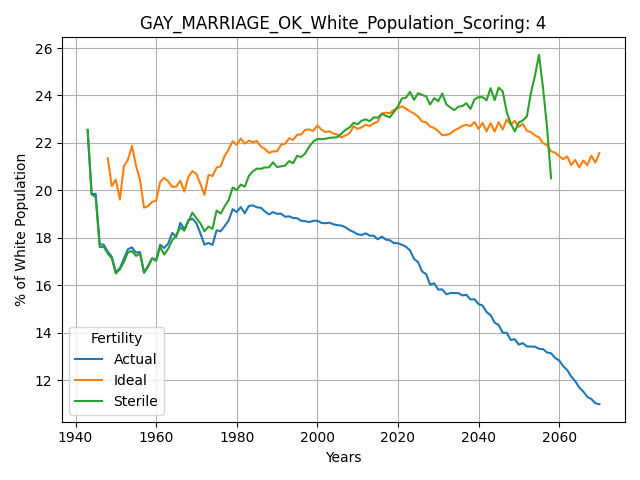 GAY_MARRIAGE_OK_White_Population_Scoring: 4
26
24
22
20
18
16
14
12
% of White Population
Fertility
Actual
Ideal
Sterile
1940 1960 1980 2000 2020 2040 2060
Years